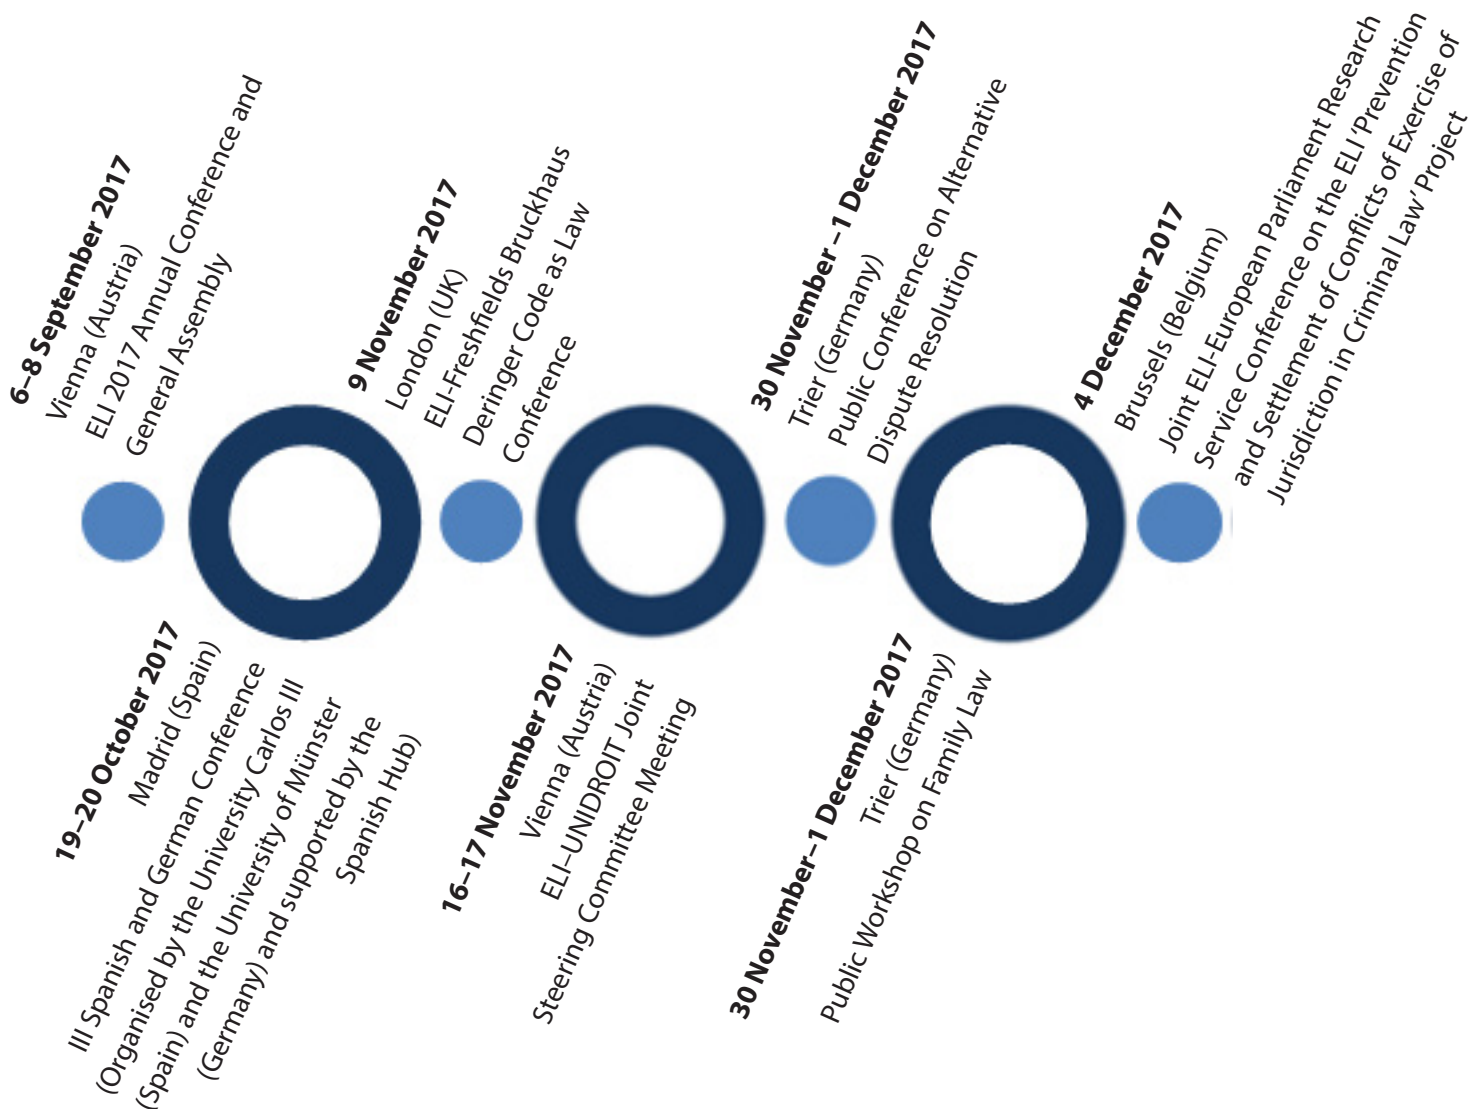 6–8 September 2017
Vienna (Austria)
ELI 2017 Annual Conference and
General Assembly
19–20 October 2017
Madrid (Spain)
III Spanish and German Conference
(Organised by the University Carlos III
(Spain) and the University of Münster
(Germany) and supported by the
Spanish Hub)
9 November 2017
London (UK)
ELI-Freshfields Bruckhaus
Deringer Code as Law
Conference
16–17 November 2017
Vienna (Austria)
ELI–UNIDROIT Joint
Steering Committee Meeting
30 November – 1 December 2017
Trier (Germany)
Public Conference on Alternative
Dispute Resolution
30 November–1 December 2017
Trier (Germany)
Public Workshop on Family Law
4 December 2017
Brussels (Belgium)
Joint ELI-European Parliament Research
Service Conference on the ELI ‘Prevention
and Settlement of Conflicts of Exercise of
Jurisdiction in Criminal Law’ Project